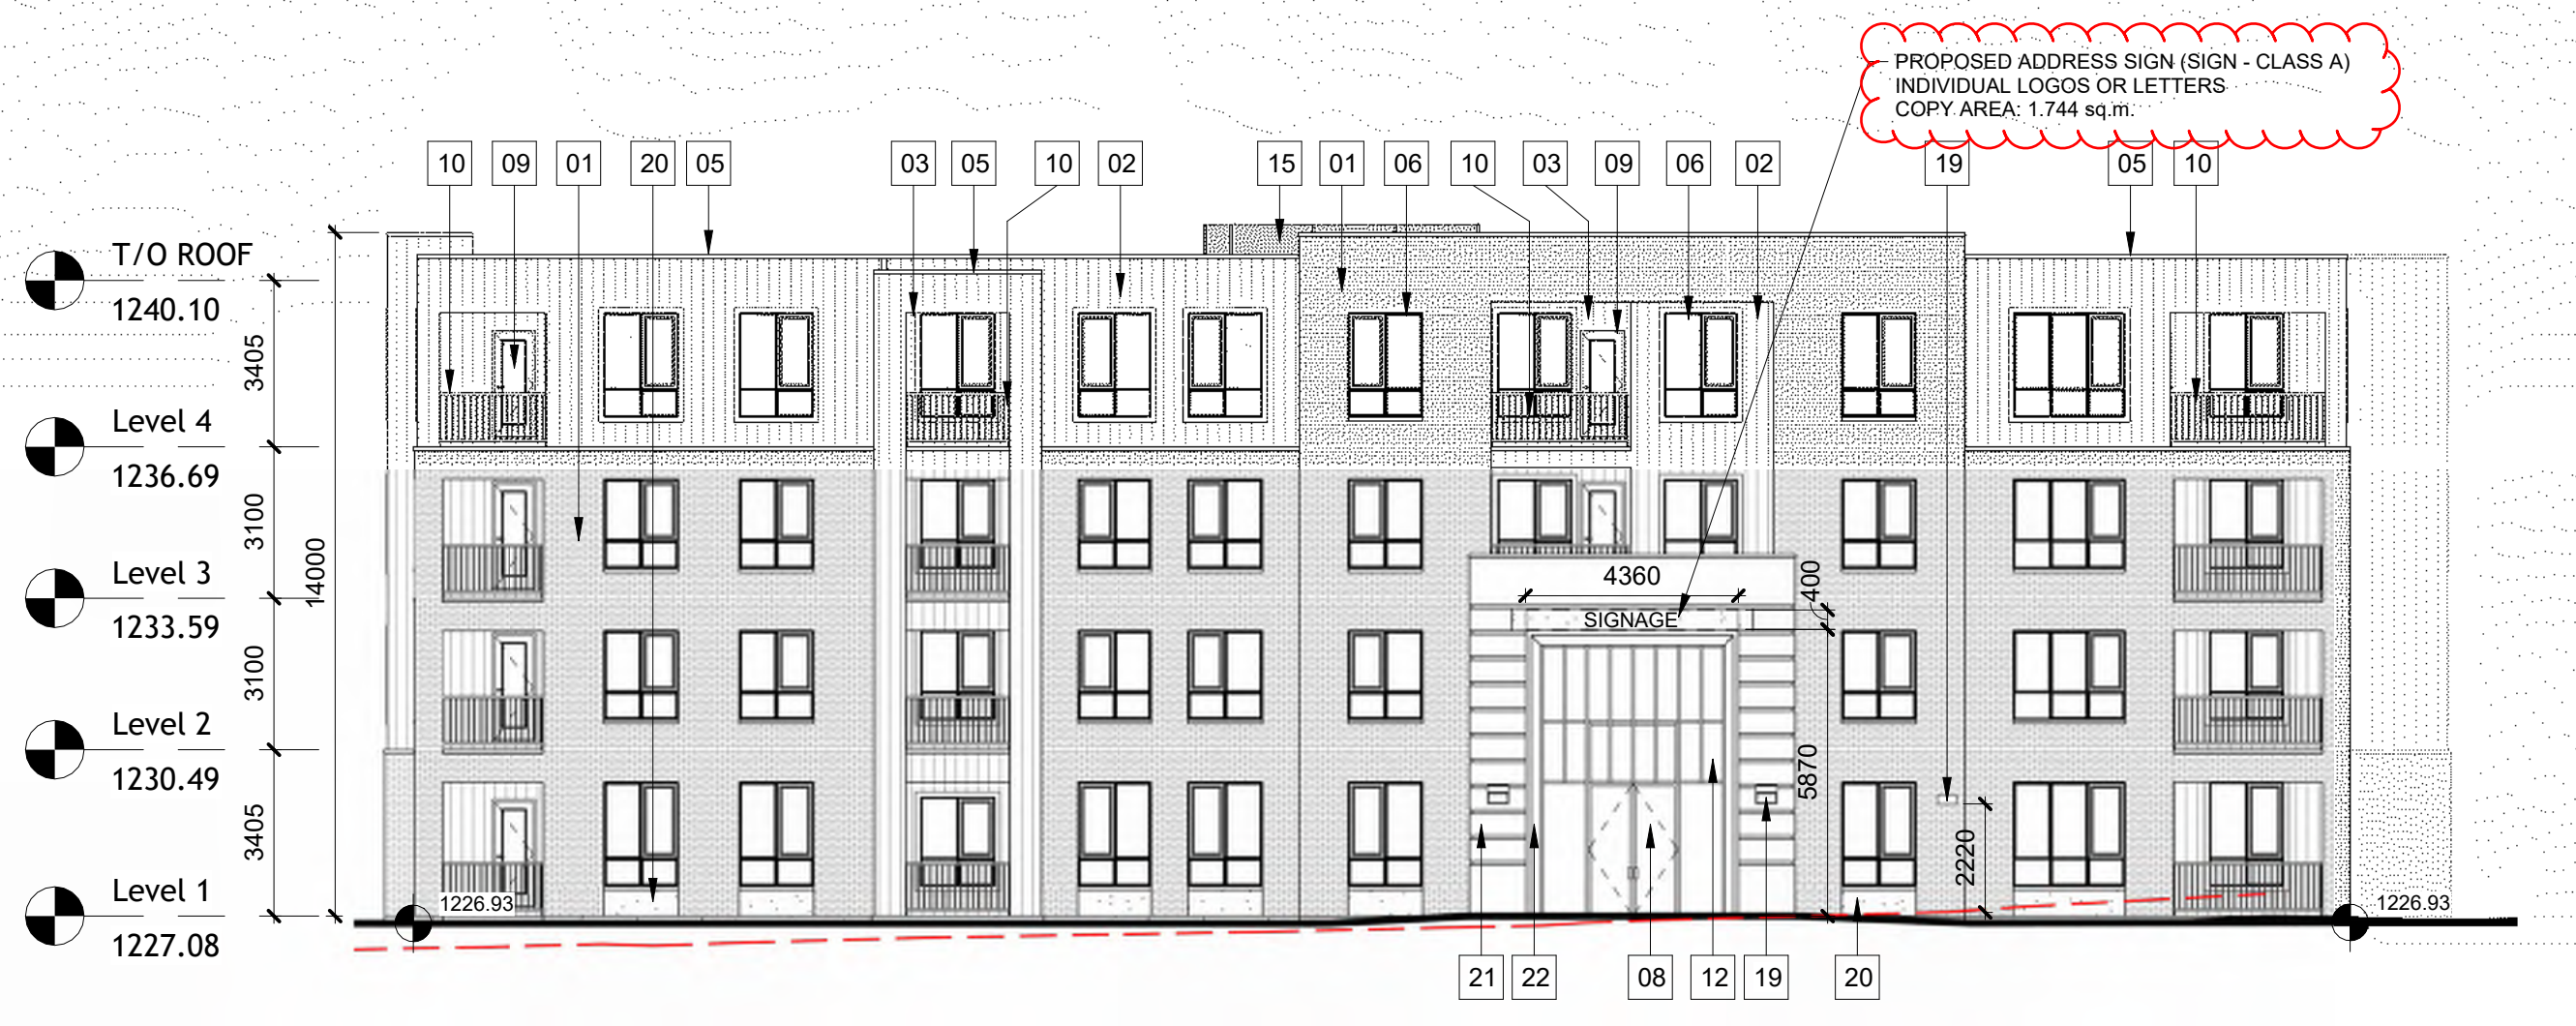 PROPOSED ADDRESS SIGN (SIGN - CLASS A)
INDIVIDUAL LOGOS OR LETTERS
COPY AREA: 1.744 sq.m.
10 09 01 20 05 03 05 10 02 15 01 06 10 03 09 06 02 19 05 10
T/O ROOF
1240.10
3405
Level 4
1236.69
3100
14000
Level 3
1233.59
4360
400
SIGNAGE
3100
Level 2
1230.49
5870
3405
2220
Level 1
1227.08
1226.93
1226.93
21 22 08 12 19 20